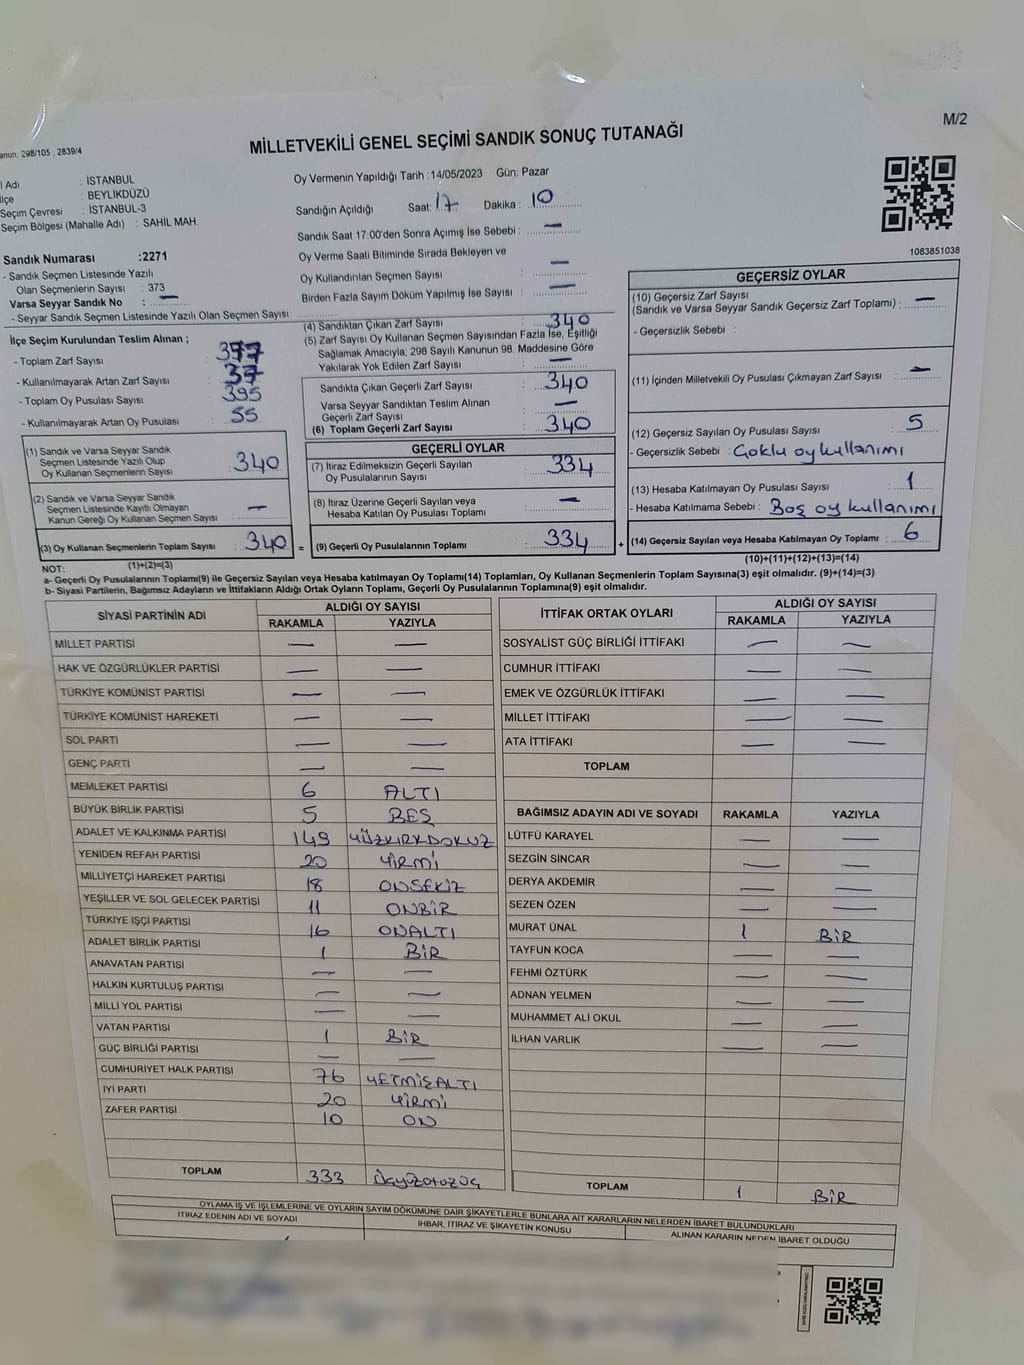 M/2
anun: 298/105 , 2839/4
MİLLETVEKİLİ GENEL SEÇİMİ SANDIK SONUÇ TUTANAĞI
l Adı : İSTANBUL
lçe : BEYLİKDÜZÜ
Seçim Çevresi : İSTANBUL-3
Seçim Bölgesi (Mahalle Adı) : SAHİL MAH.
Sandık Numarası :2271
- Sandık Seçmen Listesinde Yazılı
Olan Seçmenlerin Sayısı : 373
Varsa Seyyar Sandık No : —
- Seyyar Sandık Seçmen Listesinde Yazılı Olan Seçmen Sayısı:
Oy Vermenin Yapıldığı Tarih :14/05/2023 Gün: Pazar
Sandığın Açıldığı Saat: 17 Dakika : 10
Sandık Saat 17:00'den Sonra Açımış İse Sebebi : —
Oy Verme Saati Bitiminde Sırada Bekleyen ve
Oy Kullandırılan Seçmen Sayısı : —
Birden Fazla Sayım Döküm Yapılmış İse Sayısı : —
1083851038
İlçe Seçim Kurulundan Teslim Alınan ;
- Toplam Zarf Sayısı : 377
- Kullanılmayarak Artan Zarf Sayısı : 37
- Toplam Oy Pusulası Sayısı : 395
- Kullanılmayarak Artan Oy Pusulası : 55
(4) Sandıktan Çıkan Zarf Sayısı : 340
(5) Zarf Sayısı Oy Kullanan Seçmen Sayısından Fazla İse, Eşitliği
Sağlamak Amacıyla, 298 Sayılı Kanunun 98. Maddesine Göre
Yakılarak Yok Edilen Zarf Sayısı : —
Sandıkta Çıkan Geçerli Zarf Sayısı : 340
Varsa Seyyar Sandıktan Teslim Alınan
Geçerli Zarf Sayısı : —
(6) Toplam Geçerli Zarf Sayısı : 340
GEÇERSİZ OYLAR
(10) Geçersiz Zarf Sayısı
(Sandık ve Varsa Seyyar Sandık Geçersiz Zarf Toplamı) : —
- Geçersizlik Sebebi :
(11) İçinden Milletvekili Oy Pusulası Çıkmayan Zarf Sayısı : —
(12) Geçersiz Sayılan Oy Pusulası Sayısı : 5
- Geçersizlik Sebebi : Çoklu oy kullanımı
(13) Hesaba Katılmayan Oy Pusulası Sayısı : 1
- Hesaba Katılmama Sebebi : Boş oy kullanımı
(14) Geçersiz Sayılan veya Hesaba Katılmayan Oy Toplamı : 6
(10)+(11)+(12)+(13)=(14)
(1) Sandık ve Varsa Seyyar Sandık
Seçmen Listesinde Yazılı Olup
Oy Kullanan Seçmenlerin Sayısı : 340
(2) Sandık ve Varsa Seyyar Sandık
Seçmen Listesinde Kayıtlı Olmayan
Kanun Gereği Oy Kullanan Seçmen Sayısı : —
(3) Oy Kullanan Seçmenlerin Toplam Sayısı : 340 =
(1)+(2)=(3)
GEÇERLİ OYLAR
(7) İtiraz Edilmeksizin Geçerli Sayılan
Oy Pusulalarının Sayısı : 334
(8) İtiraz Üzerine Geçerli Sayılan veya
Hesaba Katılan Oy Pusulası Toplamı : —
(9) Geçerli Oy Pusulalarının Toplamı : 334 +
NOT:
a- Geçerli Oy Pusulalarının Toplamı(9) ile Geçersiz Sayılan veya Hesaba katılmayan Oy Toplamı(14) Toplamları, Oy Kullanan Seçmenlerin Toplam Sayısına(3) eşit olmalıdır. (9)+(14)=(3)
b- Siyasi Partilerin, Bağımsız Adayların ve İttifakların Aldığı Ortak Oyların Toplamı, Geçerli Oy Pusulalarının Toplamına(9) eşit olmalıdır.
SİYASİ PARTİNİN ADI ALDIĞI OY SAYISI
RAKAMLA YAZIYLA
MİLLET PARTİSİ — —
HAK VE ÖZGÜRLÜKLER PARTİSİ — —
TÜRKİYE KOMÜNİST PARTİSİ — —
TÜRKİYE KOMÜNİST HAREKETİ — —
SOL PARTİ — —
GENÇ PARTİ — —
MEMLEKET PARTİSİ 6 ALTI
BÜYÜK BİRLİK PARTİSİ 5 BEŞ
ADALET VE KALKINMA PARTİSİ 149 YÜZKIRKDOKUZ
YENİDEN REFAH PARTİSİ 20 YİRMİ
MİLLİYETÇİ HAREKET PARTİSİ 18 ONSEKİZ
YEŞİLLER VE SOL GELECEK PARTİSİ 11 ONBİR
TÜRKİYE İŞÇİ PARTİSİ 16 ONALTI
ADALET BİRLİK PARTİSİ 1 BİR
ANAVATAN PARTİSİ — —
HALKIN KURTULUŞ PARTİSİ — —
MİLLİ YOL PARTİSİ — —
VATAN PARTİSİ 1 BİR
GÜÇ BİRLİĞİ PARTİSİ — —
CUMHURİYET HALK PARTİSİ 76 YETMİŞALTI
İYİ PARTİ 20 YİRMİ
ZAFER PARTİSİ 10 ON
TOPLAM 333 Üçyüzotuzüç
İTTİFAK ORTAK OYLARI ALDIĞI OY SAYISI
RAKAMLA YAZIYLA
SOSYALİST GÜÇ BİRLİĞİ İTTİFAKI — —
CUMHUR İTTİFAKI — —
EMEK VE ÖZGÜRLÜK İTTİFAKI — —
MİLLET İTTİFAKI — —
ATA İTTİFAKI — —
TOPLAM
BAĞIMSIZ ADAYIN ADI VE SOYADI RAKAMLA YAZIYLA
LÜTFÜ KARAYEL — —
SEZGİN SİNCAR — —
DERYA AKDEMİR — —
SEZEN ÖZEN — —
MURAT ÜNAL 1 BİR
TAYFUN KOCA — —
FEHMİ ÖZTÜRK — —
ADNAN YELMEN — —
MUHAMMET ALİ OKUL — —
İLHAN VARLIK — —
TOPLAM 1 BİR
OYLAMA İŞ VE İŞLEMLERİNE VE OYLARIN SAYIM DÖKÜMÜNE DAİR ŞİKAYETLERLE BUNLARA AİT KARARLARIN NELERDEN İBARET BULUNDUKLARI
İTİRAZ EDENİN ADI VE SOYADI İHBAR, İTİRAZ VE ŞİKAYETİN KONUSU ALINAN KARARIN NEDEN İBARET OLDUĞU